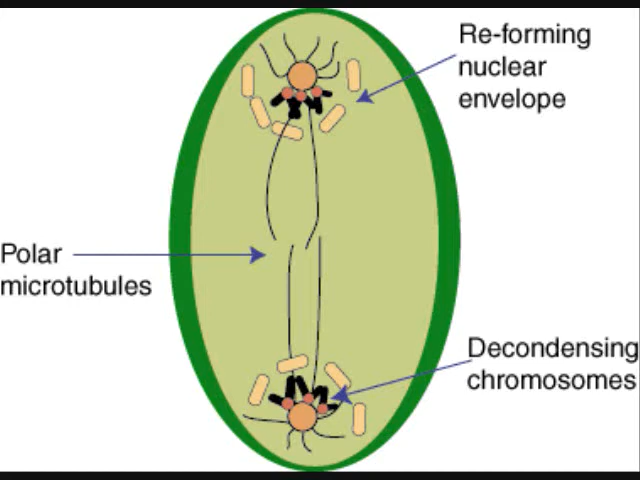 Re-forming
nuclear
envelope
Polar
microtubules
Decondensing
chromosomes